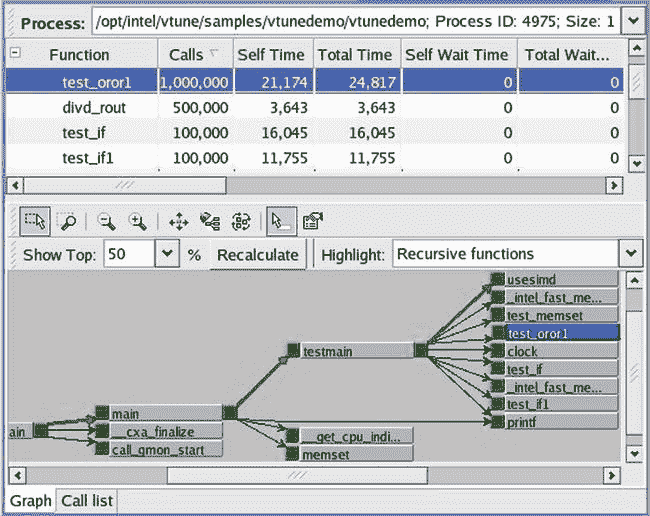 Process: /opt/intel/vtune/samples/vtunedemo/vtunedemo; Process ID: 4975; Size: 1
Function Calls Self Time Total Time Self Wait Time Total Wait...
test_oror1 1,000,000 21,174 24,817 0 0
divd_rout 500,000 3,643 3,643 0 0
test_if 100,000 16,045 16,045 0 0
test_if1 100,000 11,755 11,755 0 0
Show Top: 50 % Recalculate Highlight: Recursive functions
usesimd
_intel_fast_me...
test_memset
test_oror1
testmain
clock
test_if
_intel_fast_me...
test_if1
main
printf
ain
__cxa_finalize
__get_cpu_indi...
call_gmon_start
memset
Graph Call list